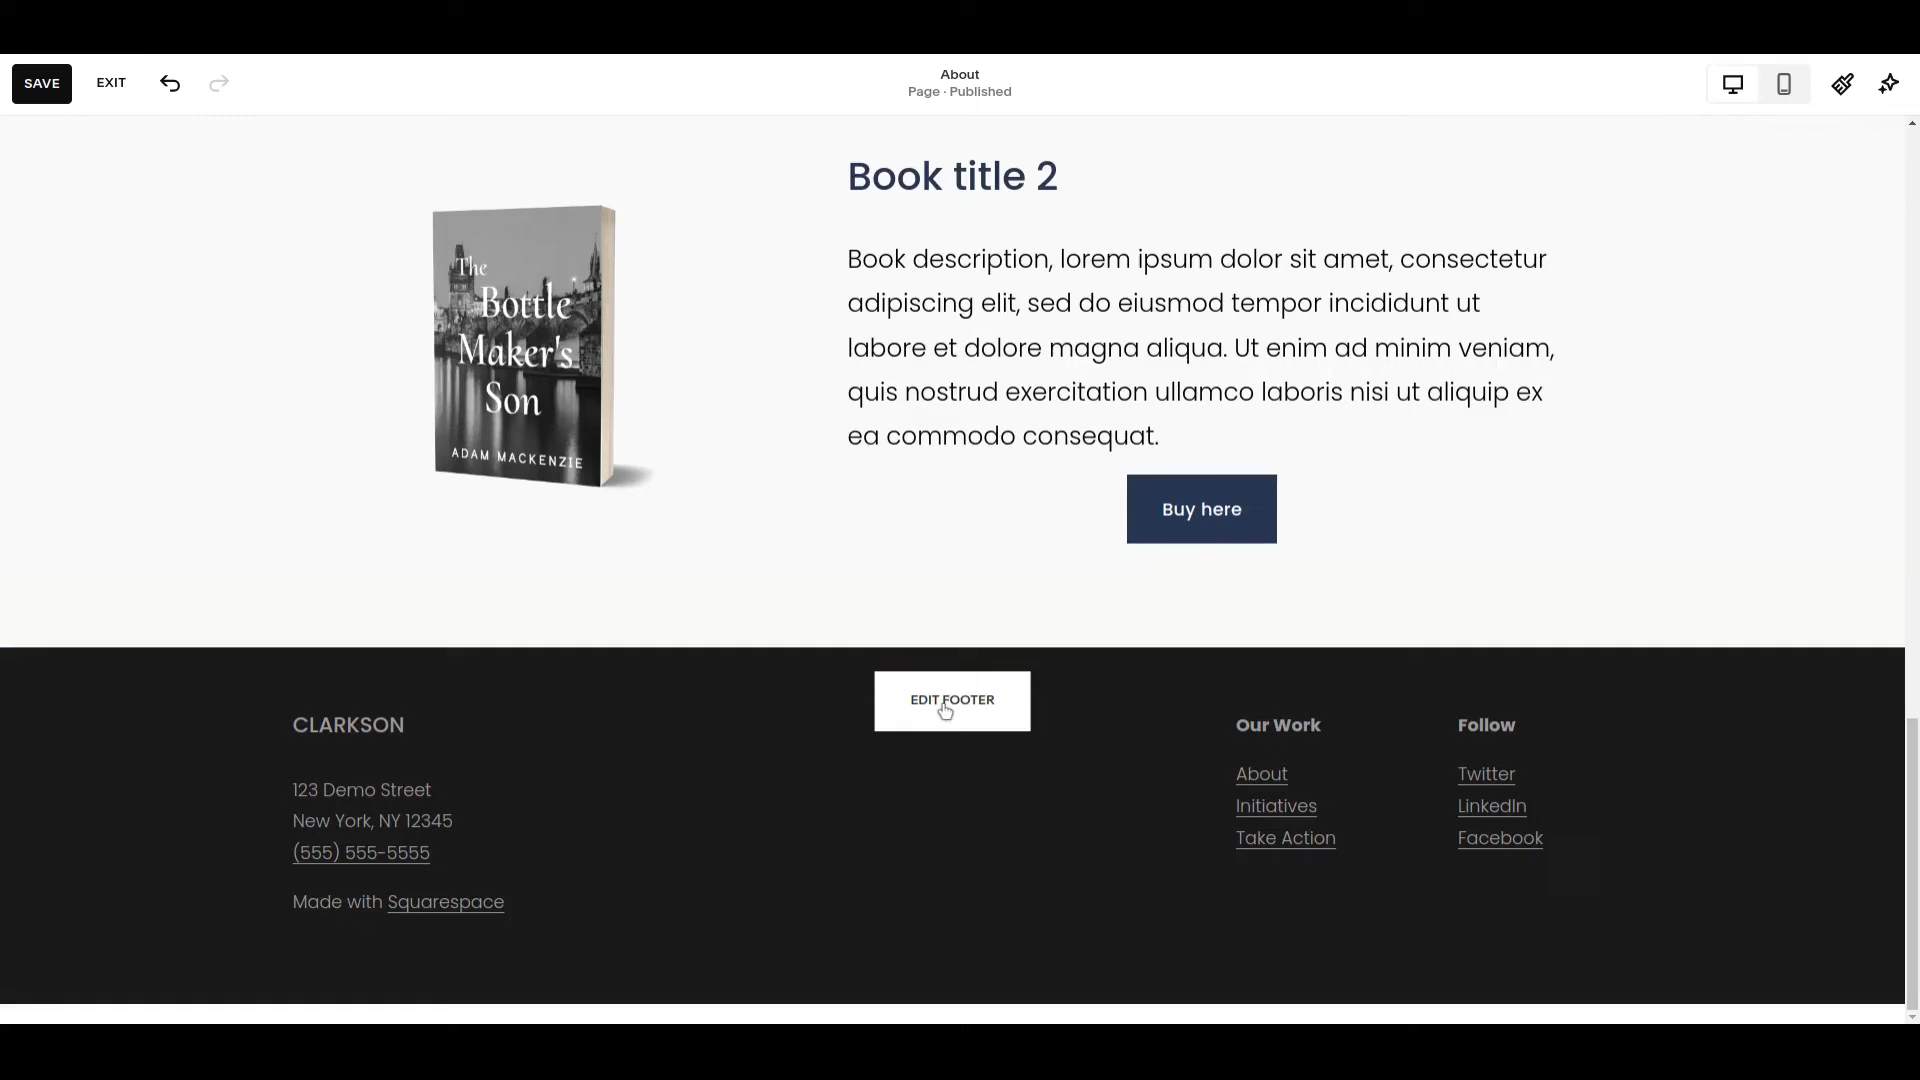 SAVE
EXIT
About
Page · Published
Book title 2
The
Bottle
Maker's
Son
ADAM MACKENZIE
Book description, lorem ipsum dolor sit amet, consectetur
adipiscing elit, sed do eiusmod tempor incididunt ut
labore et dolore magna aliqua. Ut enim ad minim veniam,
quis nostrud exercitation ullamco laboris nisi ut aliquip ex
ea commodo consequat.
Buy here
EDIT FOOTER
CLARKSON
123 Demo Street
New York, NY 12345
(555) 555-5555
Made with Squarespace
Our Work
About
Initiatives
Take Action
Follow
Twitter
LinkedIn
Facebook